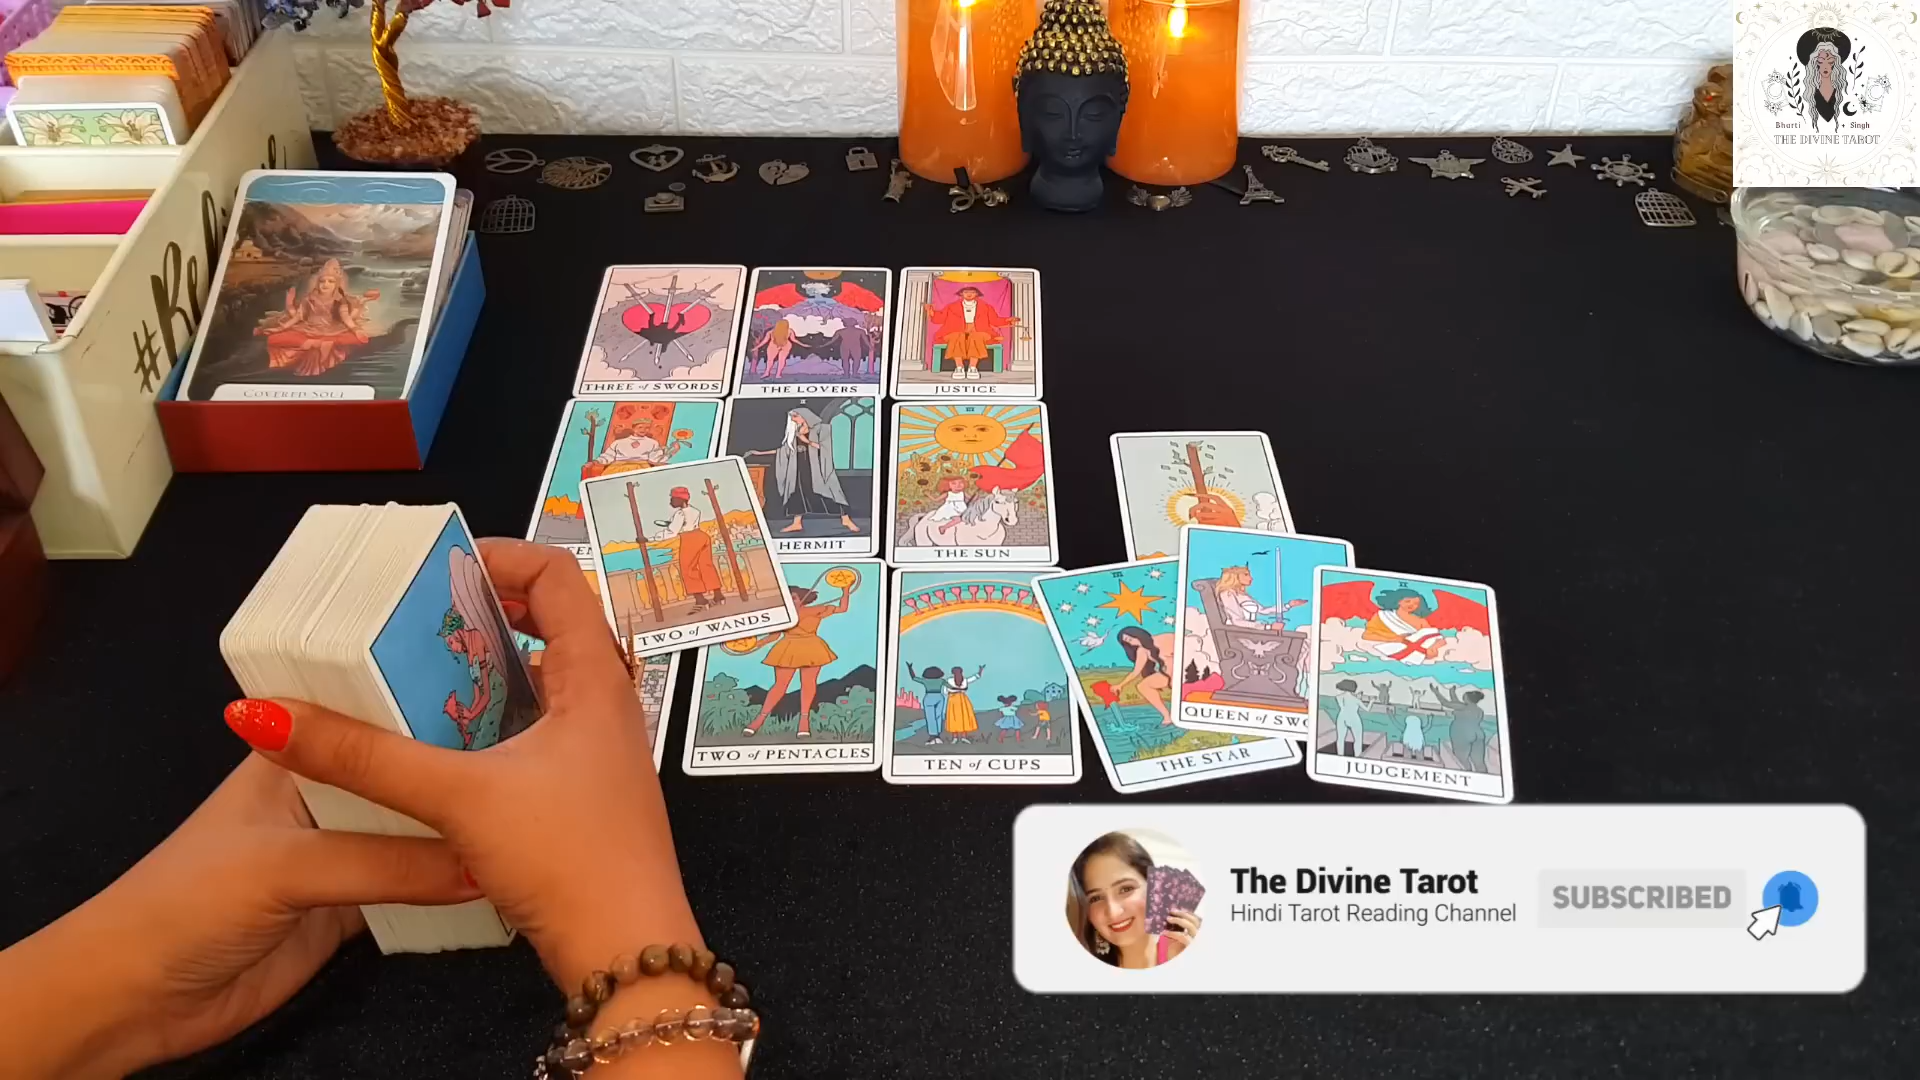 Bharti + Singh
THE DIVINE TAROT
#Be
COVERED SOUL
THREE of SWORDS
THE LOVERS
JUSTICE
HERMIT
THE SUN
TWO of WANDS
TWO of PENTACLES
TEN of CUPS
THE STAR
QUEEN of SWO
JUDGEMENT
The Divine Tarot
Hindi Tarot Reading Channel
SUBSCRIBED